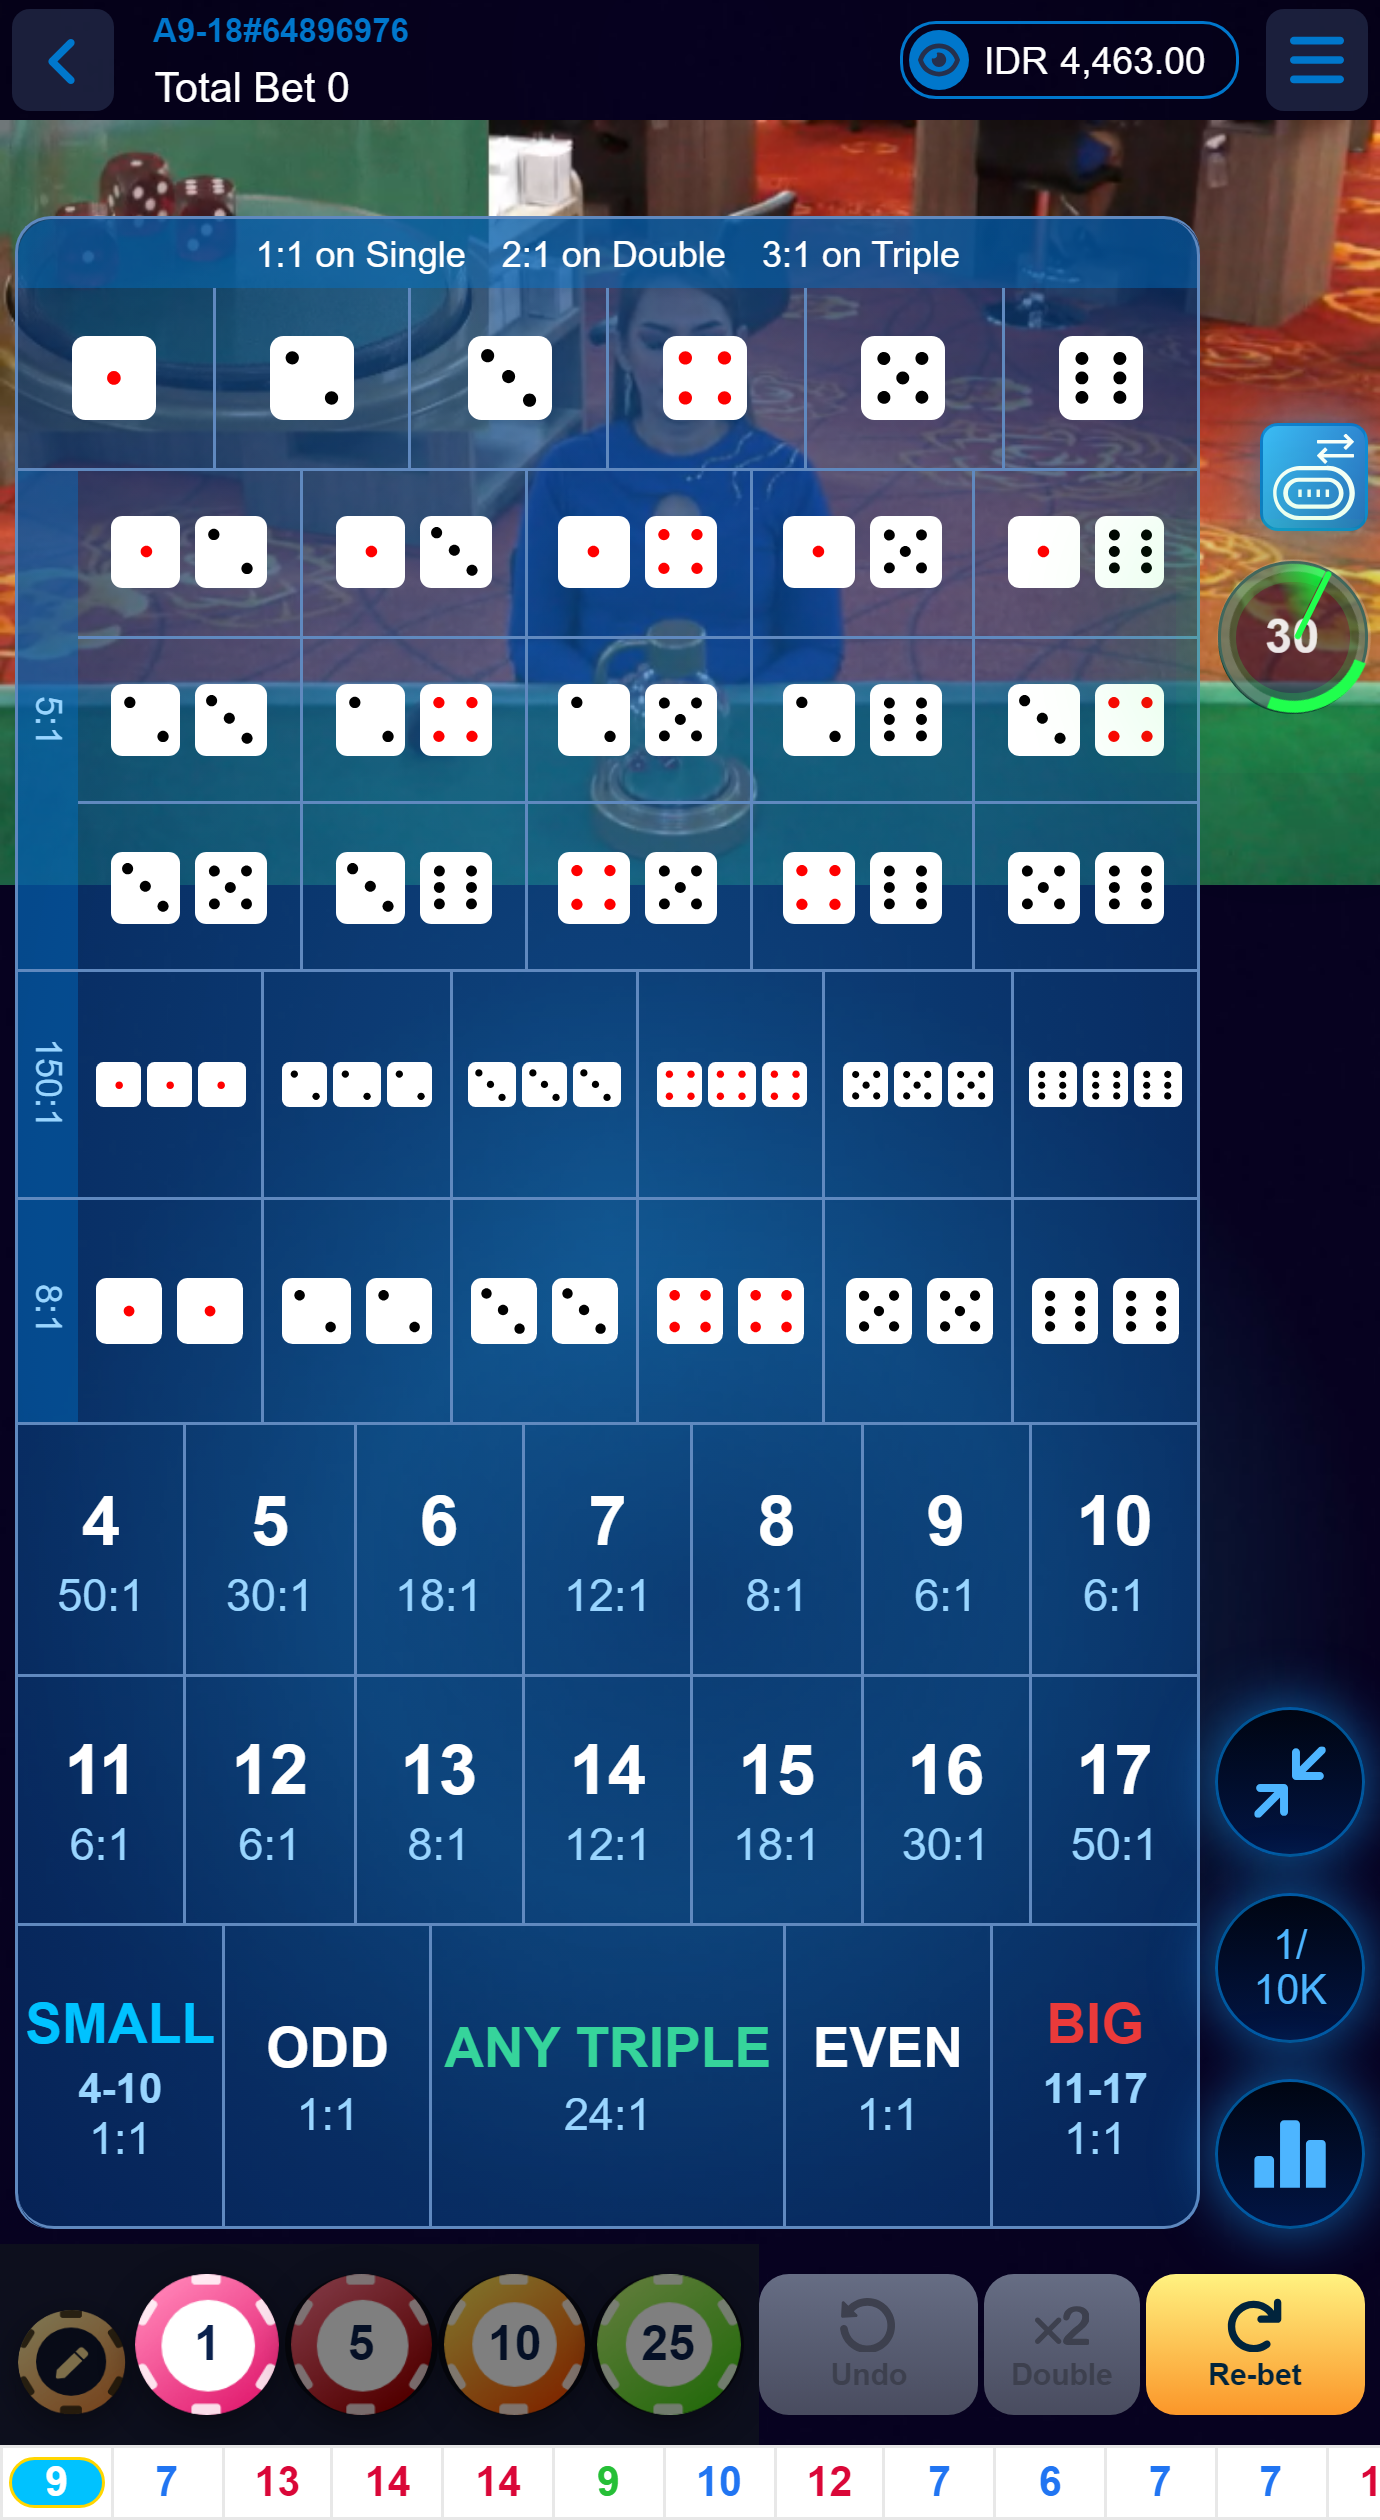 A9-18#64896976
Total Bet 0
IDR 4,463.00
1:1 on Single 2:1 on Double 3:1 on Triple
30
5:1
150:1
8:1
4 5 6 7 8 9 10
50:1 30:1 18:1 12:1 8:1 6:1 6:1
11 12 13 14 15 16 17
6:1 6:1 8:1 12:1 18:1 30:1 50:1
SMALL
4-10
1:1
ODD
1:1
ANY TRIPLE
24:1
EVEN
1:1
BIG
11-17
1:1
1/
10K
1 5 10 25
Undo
x2
Double
Re-bet
9 7 13 14 14 9 10 12 7 6 7 7